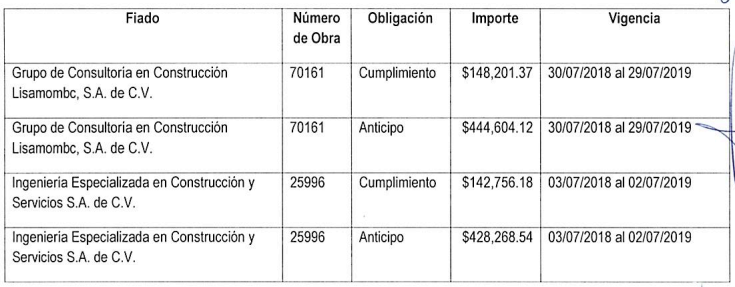 Fiado Número Obligación Importe Vigencia
de Obra
Grupo de Consultoría en Construcción 70161 Cumplimiento $148,201.37 30/07/2018 al 29/07/2019
Lisamombc, S.A. de C.V.
Grupo de Consultoría en Construcción 70161 Anticipo $444,604.12 30/07/2018 al 29/07/2019
Lisamombc, S.A. de C.V.
Ingeniería Especializada en Construcción y 25996 Cumplimiento $142,756.18 03/07/2018 al 02/07/2019
Servicios S.A. de C.V.
Ingeniería Especializada en Construcción y 25996 Anticipo $428,268.54 03/07/2018 al 02/07/2019
Servicios S.A. de C.V.